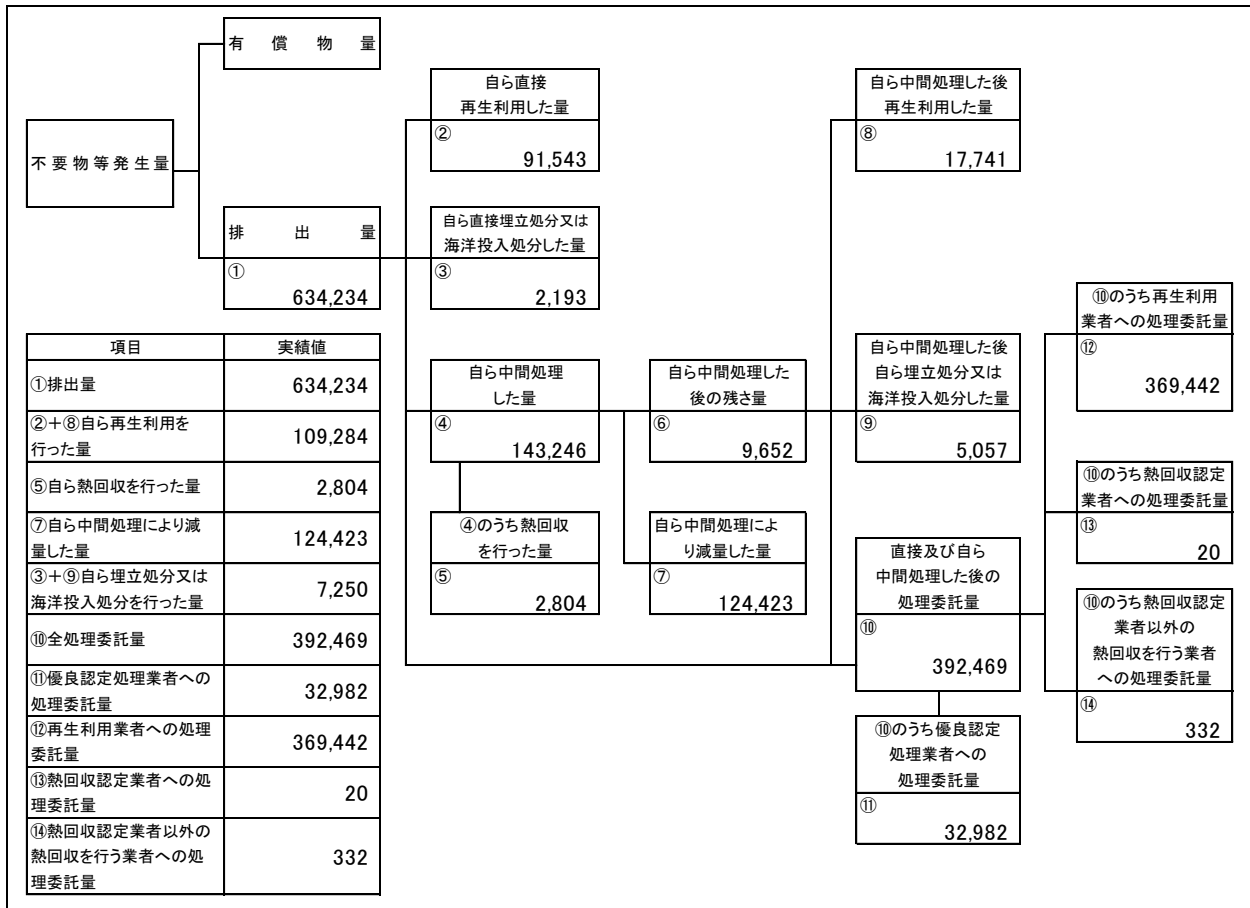 有償物量
不要物等発生量
排出量
①
634,234
自ら直接
再生利用した量
②
91,543
自ら直接埋立処分又は
海洋投入処分した量
③
2,193
自ら中間処理
した量
④
143,246
④のうち熱回収
を行った量
⑤
2,804
自ら中間処理した
後の残さ量
⑥
9,652
自ら中間処理によ
り減量した量
⑦
124,423
自ら中間処理した後
再生利用した量
⑧
17,741
自ら中間処理した後
自ら埋立処分又は
海洋投入処分した量
⑨
5,057
直接及び自ら
中間処理した後の
処理委託量
⑩
392,469
⑩のうち優良認定
処理業者への
処理委託量
⑪
32,982
⑩のうち再生利用
業者への処理委託量
⑫
369,442
⑩のうち熱回収認定
業者への処理委託量
⑬
20
⑩のうち熱回収認定
業者以外の
熱回収を行う業者
への処理委託量
⑭
332
項目 実績値
①排出量 634,234
②+⑧自ら再生利用を
行った量 109,284
⑤自ら熱回収を行った量 2,804
⑦自ら中間処理により減
量した量 124,423
③+⑨自ら埋立処分又は
海洋投入処分を行った量 7,250
⑩全処理委託量 392,469
⑪優良認定処理業者への
処理委託量 32,982
⑫再生利用業者への処理
委託量 369,442
⑬熱回収認定業者への処
理委託量 20
⑭熱回収認定業者以外の
熱回収を行う業者への処
理委託量 332